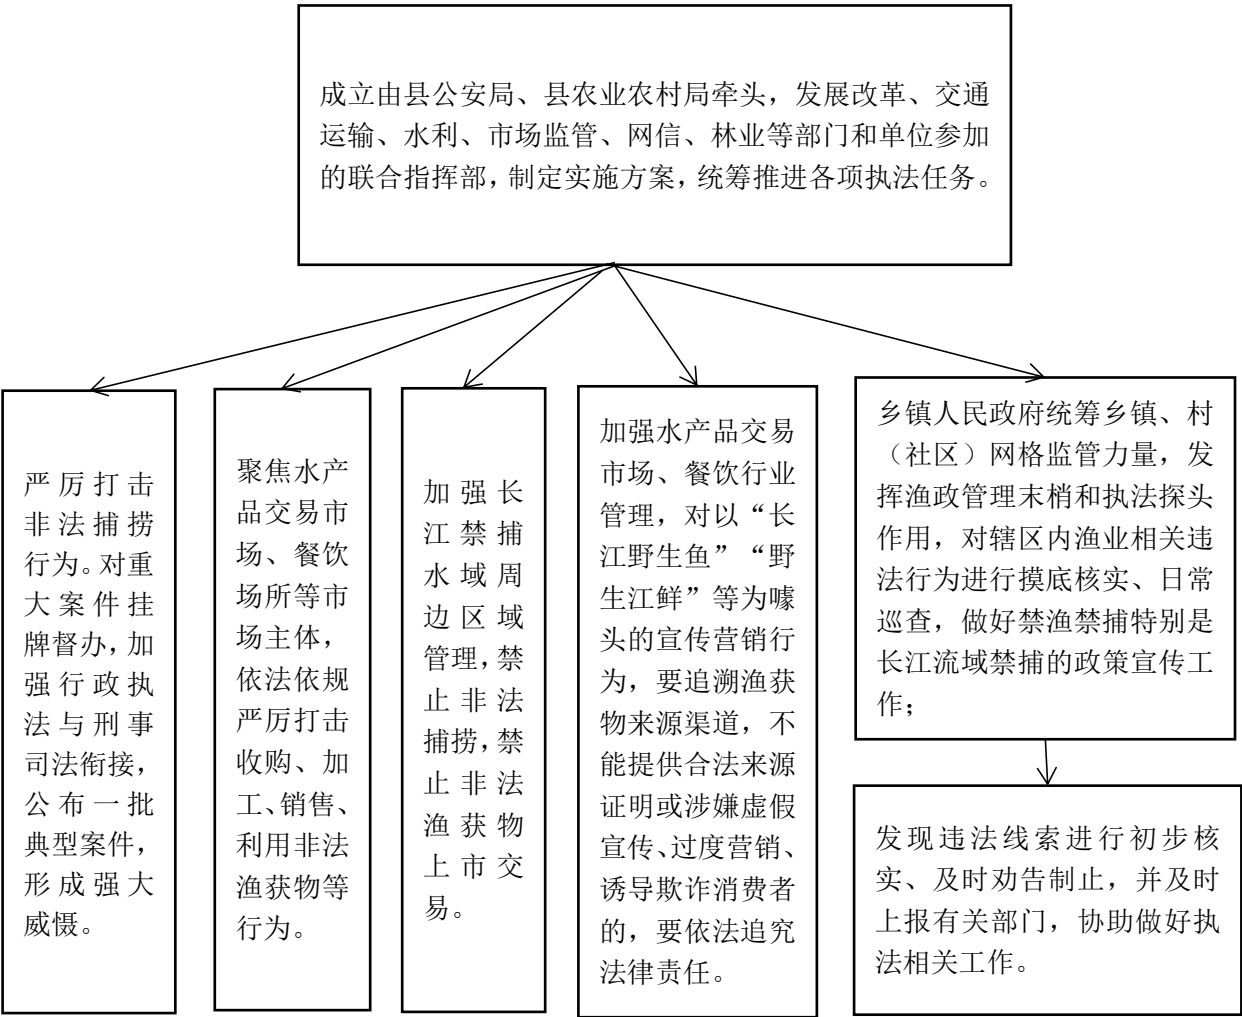 成立由县公安局、县农业农村局牵头，发展改革、交通
运输、水利、市场监管、网信、林业等部门和单位参加
的联合指挥部，制定实施方案，统筹推进各项执法任务。
严厉打击
非法捕捞
行为。对重
大案件挂
牌督办，加
强行政执
法与刑事
司法衔接，
公布一批
典型案件，
形成强大
威慑。
聚焦水产
品交易市
场、餐饮
场所等市
场主体，
依法依规
严厉打击
收购、加
工、销售、
利用非法
渔获物等
行为。
加强长
江禁捕
水域周
边区域
管理，禁
止非法
捕捞，禁
止非法
渔获物
上市交
易。
加强水产品交易
市场、餐饮行业
管理，对以“长
江野生鱼”“野
生江鲜”等为噱
头的宣传营销行
为，要追溯渔获
物来源渠道，不
能提供合法来源
证明或涉嫌虚假
宣传、过度营销、
诱导欺诈消费者
的，要依法追究
法律责任。
乡镇人民政府统筹乡镇、村
（社区）网格监管力量，发
挥渔政管理末梢和执法探头
作用，对辖区内渔业相关违
法行为进行摸底核实、日常
巡查，做好禁渔禁捕特别是
长江流域禁捕的政策宣传工
作；
发现违法线索进行初步核
实、及时劝告制止，并及时
上报有关部门，协助做好执
法相关工作。